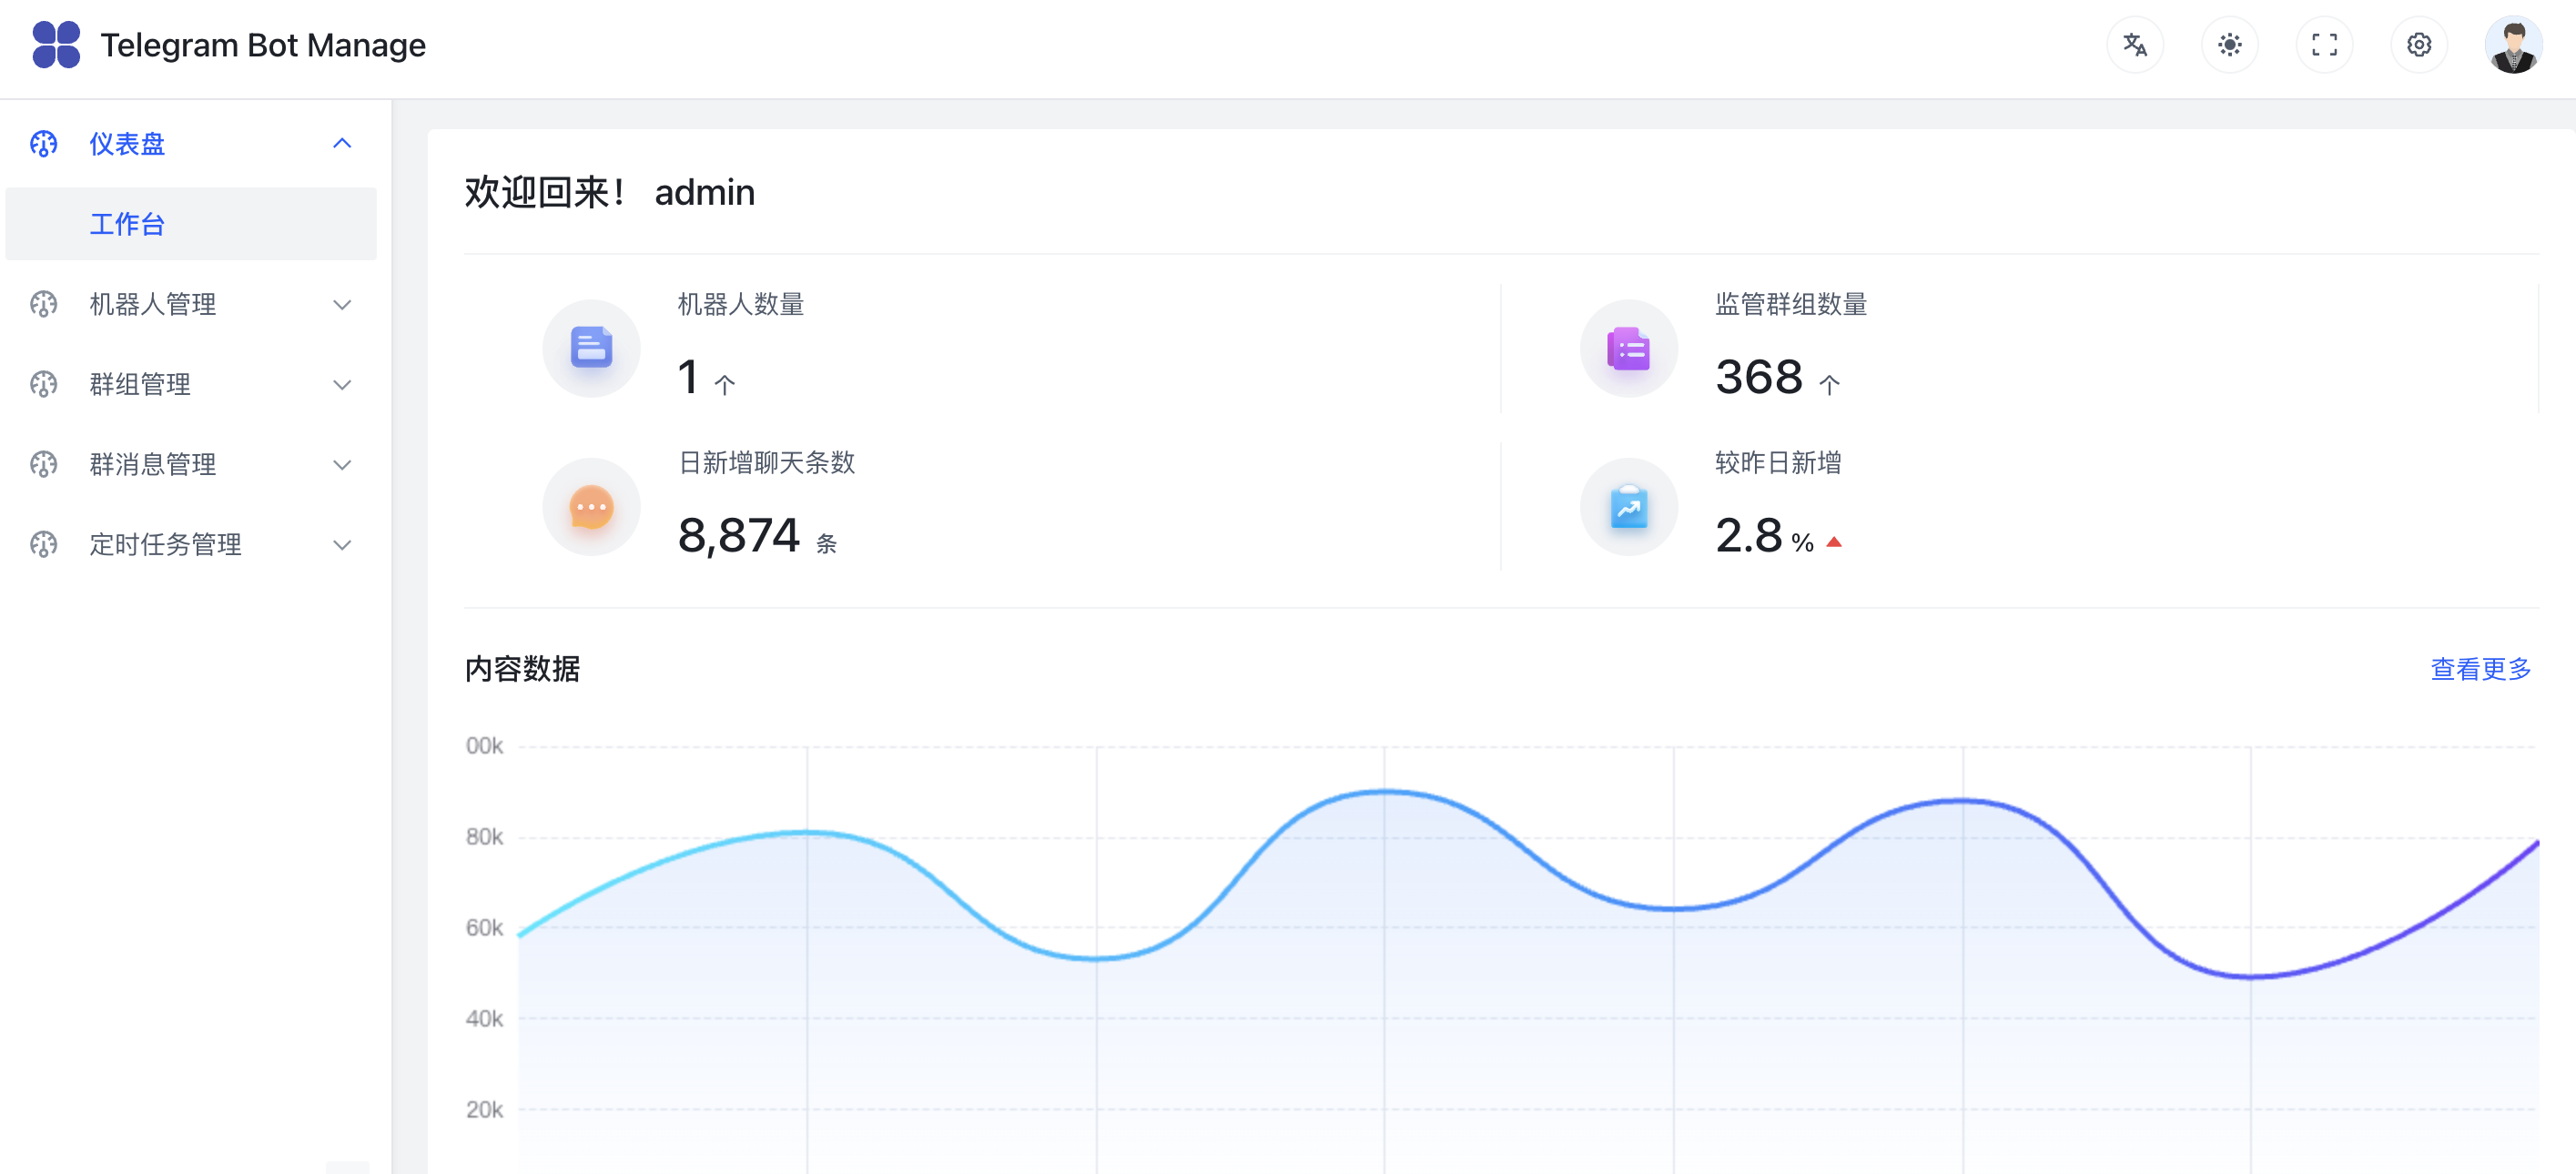 Telegram Bot Manage
仪表盘
工作台
机器人管理
群组管理
群消息管理
定时任务管理
欢迎回来！ admin
机器人数量
1 个
监管群组数量
368 个
日新增聊天条数
8,874 条
较昨日新增
2.8 %
内容数据
查看更多
00k
80k
60k
40k
20k